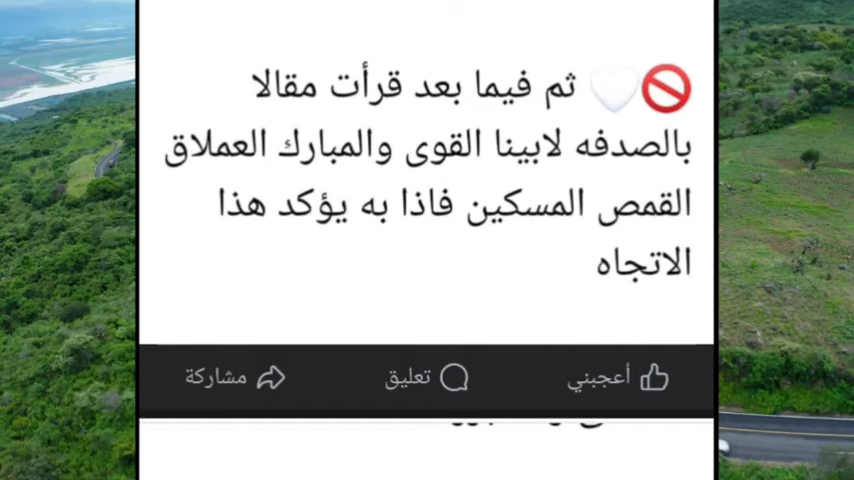 🚫🤍 ثم فيما بعد قرأت مقالا
بالصدفه لابينا القوى والمبارك العملاق
القمص المسكين فاذا به يؤكد هذا
الاتجاه
أعجبني تعليق مشاركة